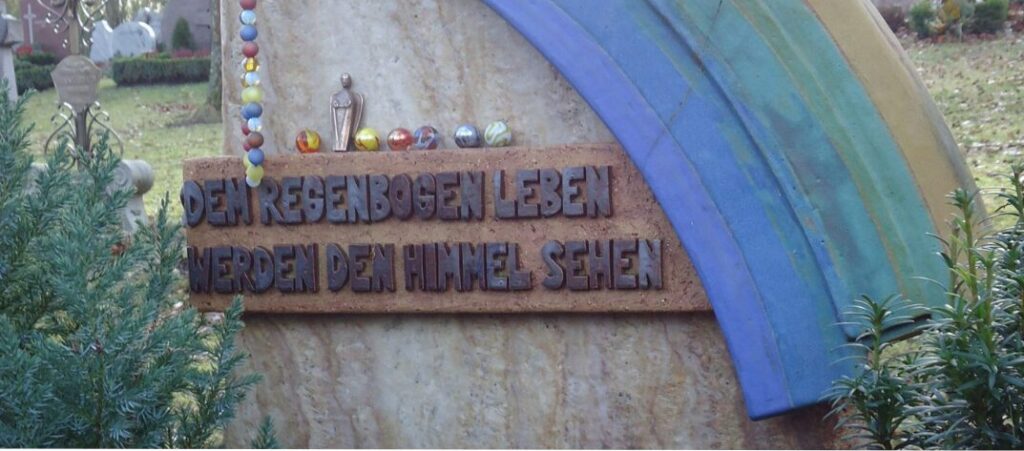 DEM REGENBOGEN LEBEN
WERDEN DEN HIMMEL SEHEN